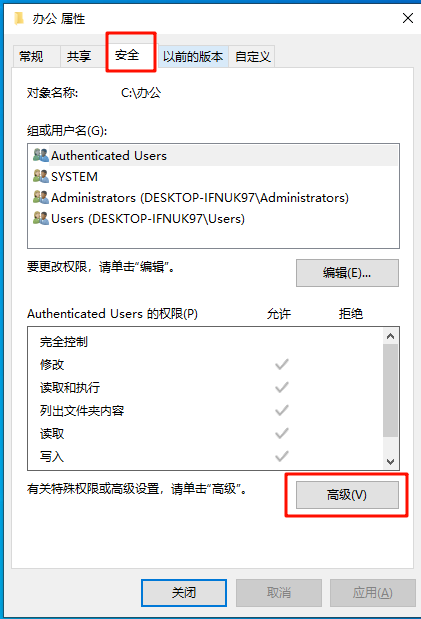 办公 属性
常规 共享 安全 以前的版本 自定义
对象名称: C:\办公
组或用户名(G):
Authenticated Users
SYSTEM
Administrators (DESKTOP-IFNUK97\Administrators)
Users (DESKTOP-IFNUK97\Users)
要更改权限，请单击“编辑”。
编辑(E)...
Authenticated Users 的权限(P) 允许 拒绝
完全控制
修改
读取和执行
列出文件夹内容
读取
写入
有关特殊权限或高级设置，请单击“高级”。
高级(V)
关闭 取消 应用(A)